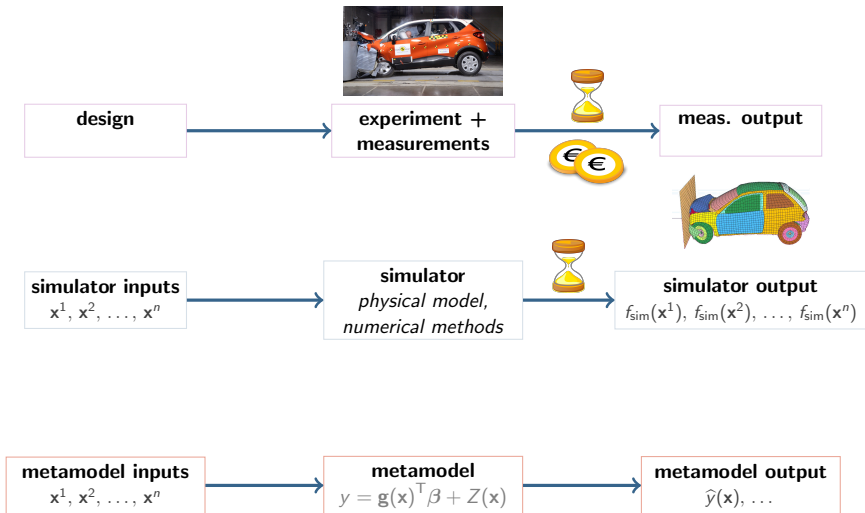 design
experiment +
measurements
meas. output
€ €
simulator inputs
x¹, x², . . . , xⁿ
simulator
physical model,
numerical methods
simulator output
f_sim(x¹), f_sim(x²), . . . , f_sim(xⁿ)
metamodel inputs
x¹, x², . . . , xⁿ
metamodel
y = g(x)ᵀβ + Z(x)
metamodel output
ŷ(x), . . .